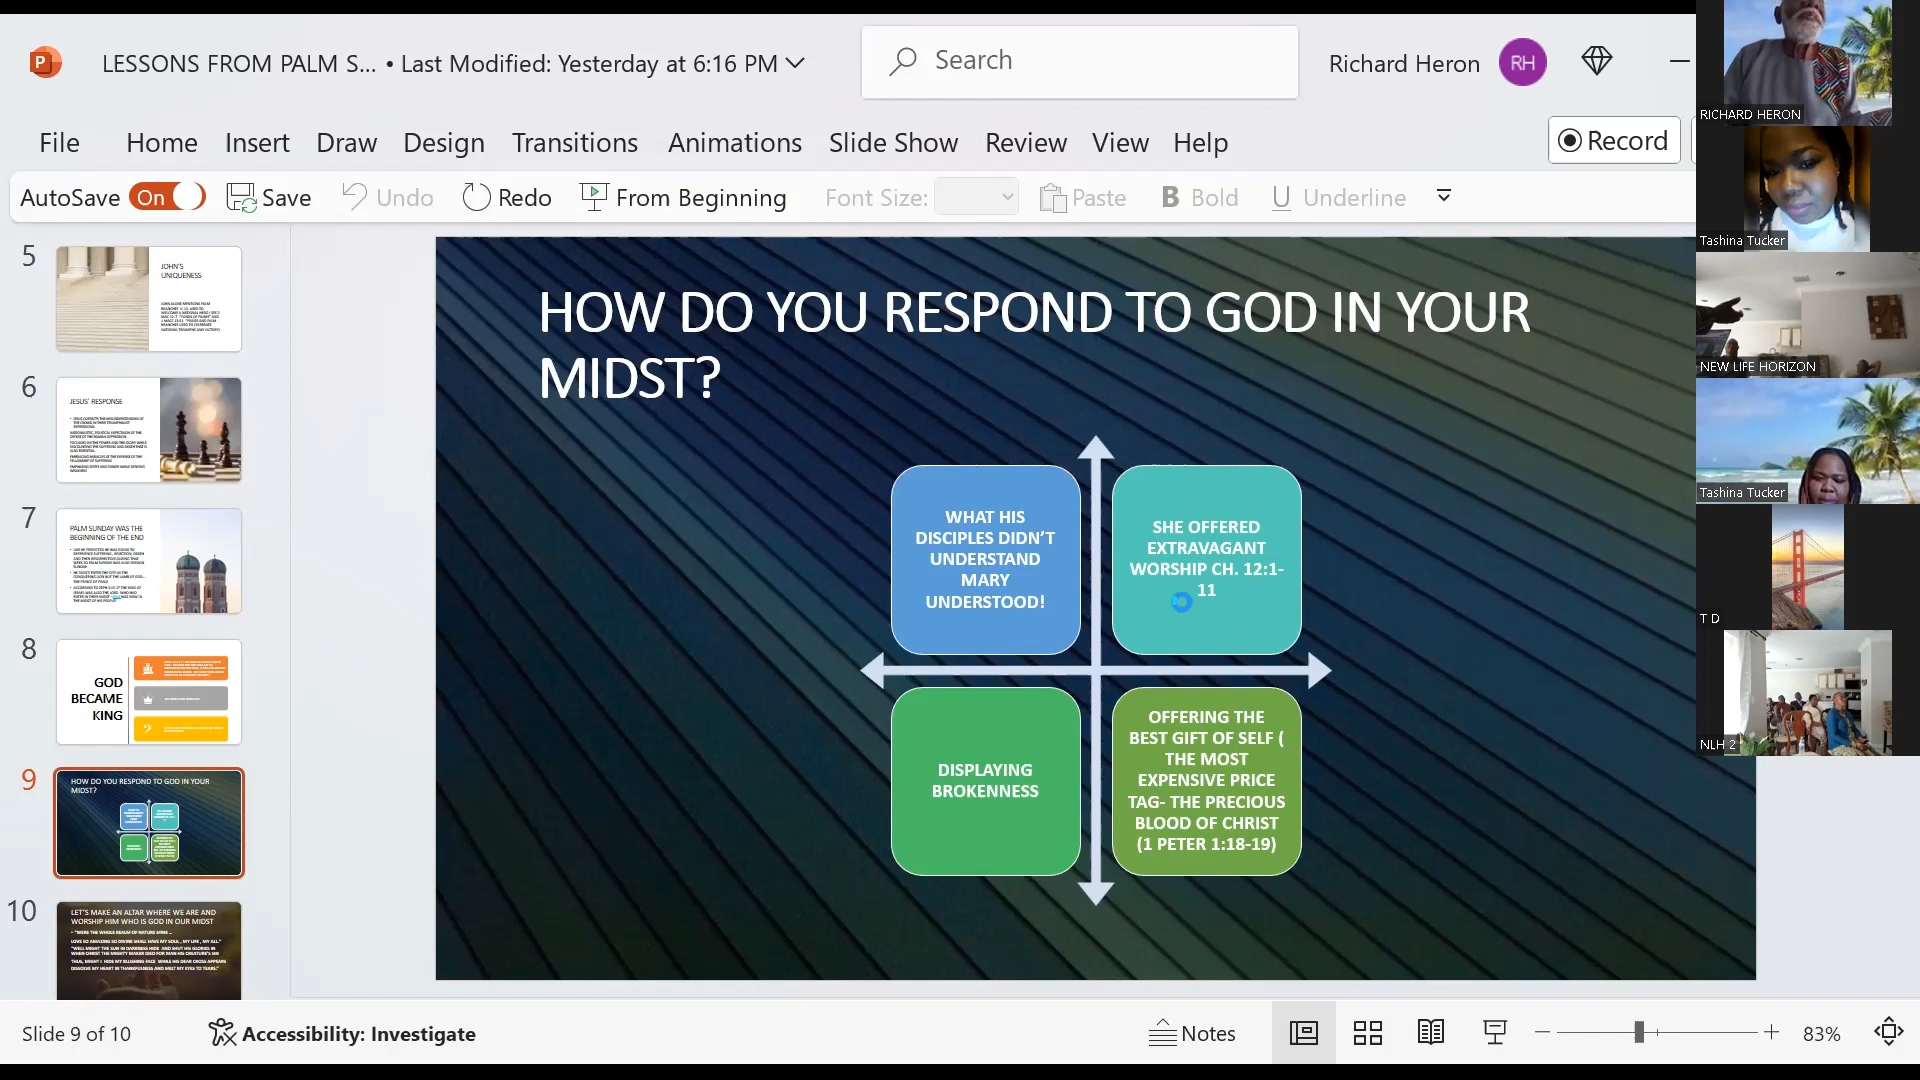 LESSONS FROM PALM S... • Last Modified: Yesterday at 6:16 PM
Search
Richard Heron
RH
File Home Insert Draw Design Transitions Animations Slide Show Review View Help
Record
AutoSave On Save Undo Redo From Beginning Font Size: Paste B Bold U Underline
5
JOHN'S
UNIQUENESS
6
JESUS' RESPONSE
7
PALM SUNDAY WAS THE
BEGINNING OF THE END
8
GOD
BECAME
KING
9
HOW DO YOU RESPOND TO GOD IN YOUR
MIDST?
10
LET'S MAKE AN ALTAR WHERE WE ARE AND
WORSHIP HIM WHO IS GOD IN OUR MIDST
HOW DO YOU RESPOND TO GOD IN YOUR
MIDST?
WHAT HIS
DISCIPLES DIDN'T
UNDERSTAND
MARY
UNDERSTOOD!
SHE OFFERED
EXTRAVAGANT
WORSHIP CH. 12:1-
11
DISPLAYING
BROKENNESS
OFFERING THE
BEST GIFT OF SELF (
THE MOST
EXPENSIVE PRICE
TAG- THE PRECIOUS
BLOOD OF CHRIST
(1 PETER 1:18-19)
RICHARD HERON
Tashina Tucker
NEW LIFE HORIZON
Tashina Tucker
T D
NLH 2
Slide 9 of 10
Accessibility: Investigate
Notes
83%